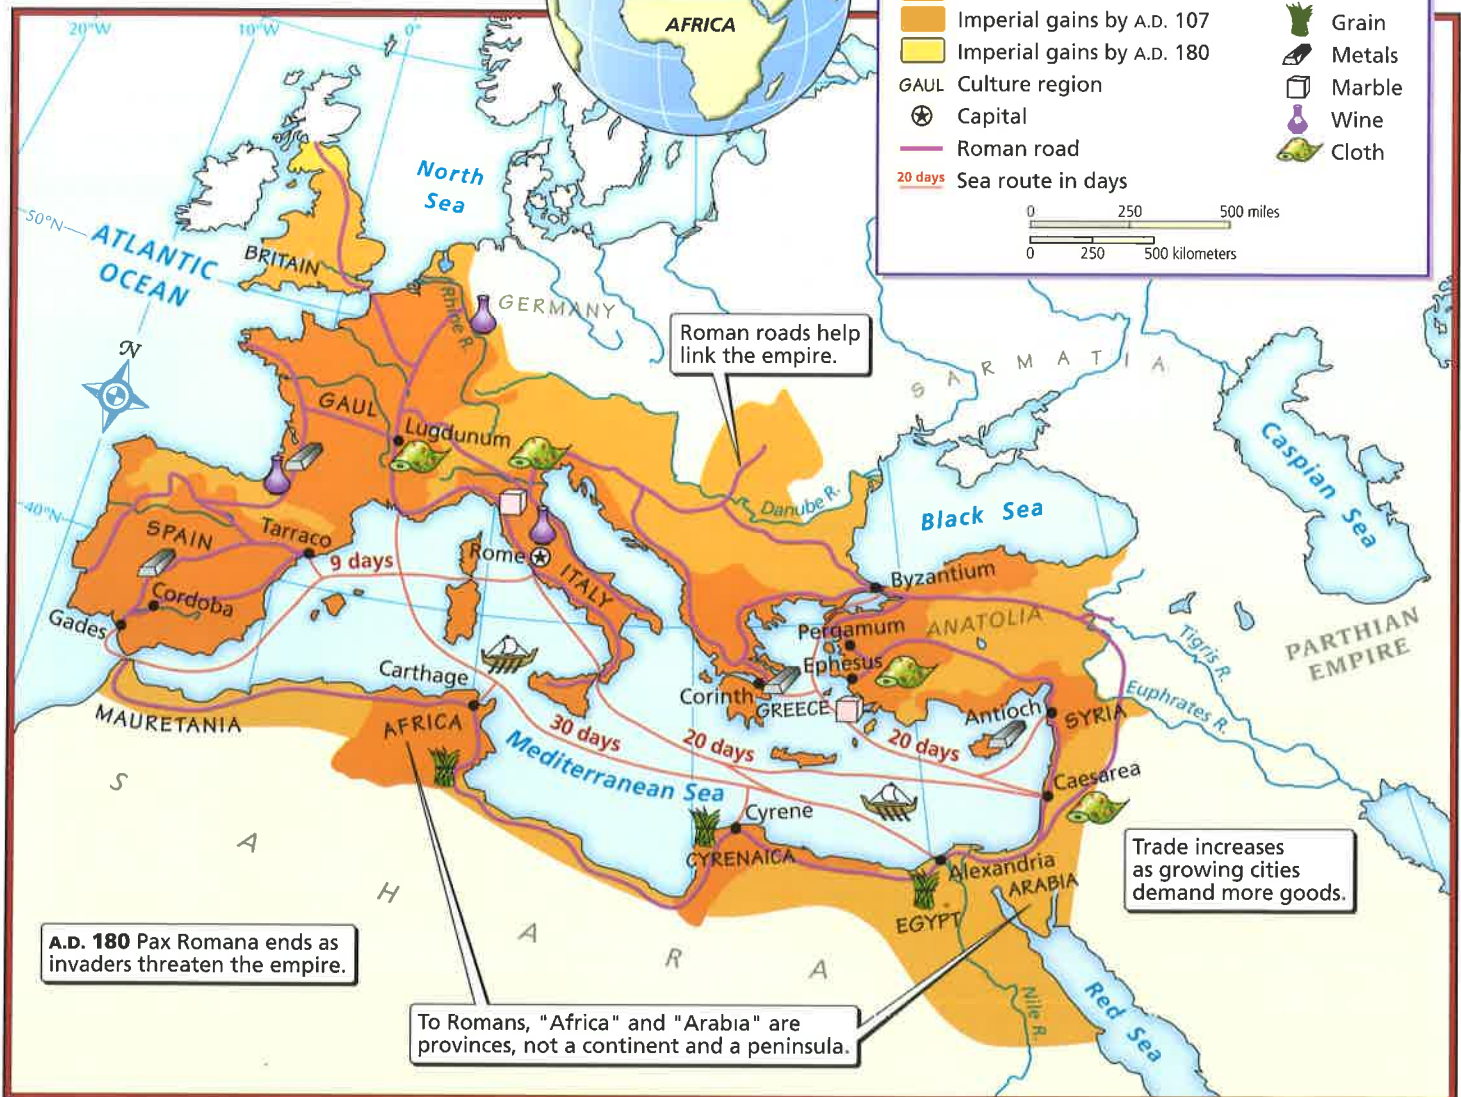 20°W
10°W
0°
AFRICA
Imperial gains by A.D. 107
Imperial gains by A.D. 180
GAUL Culture region
Capital
Roman road
20 days Sea route in days
Grain
Metals
Marble
Wine
Cloth
0 250 500 miles
0 250 500 kilometers
North
Sea
50°N
ATLANTIC
OCEAN
BRITAIN
Rhine R.
GERMANY
Roman roads help
link the empire.
SARMATIA
N
GAUL
Lugdunum
Caspian Sea
Danube R.
Black Sea
40°N
SPAIN
Tarraco
9 days
Rome
ITALY
Byzantium
Cordoba
Gades
Pergamum
ANATOLIA
Ephesus
Tigris R.
PARTHIAN
EMPIRE
Carthage
Corinth
GREECE
Euphrates R.
Antioch
SYRIA
MAURETANIA
AFRICA
30 days
20 days
20 days
Mediterranean Sea
Caesarea
SAHARA
Cyrene
CYRENAICA
Alexandria
ARABIA
EGYPT
Trade increases
as growing cities
demand more goods.
A.D. 180 Pax Romana ends as
invaders threaten the empire.
Nile R.
Red Sea
To Romans, "Africa" and "Arabia" are
provinces, not a continent and a peninsula.